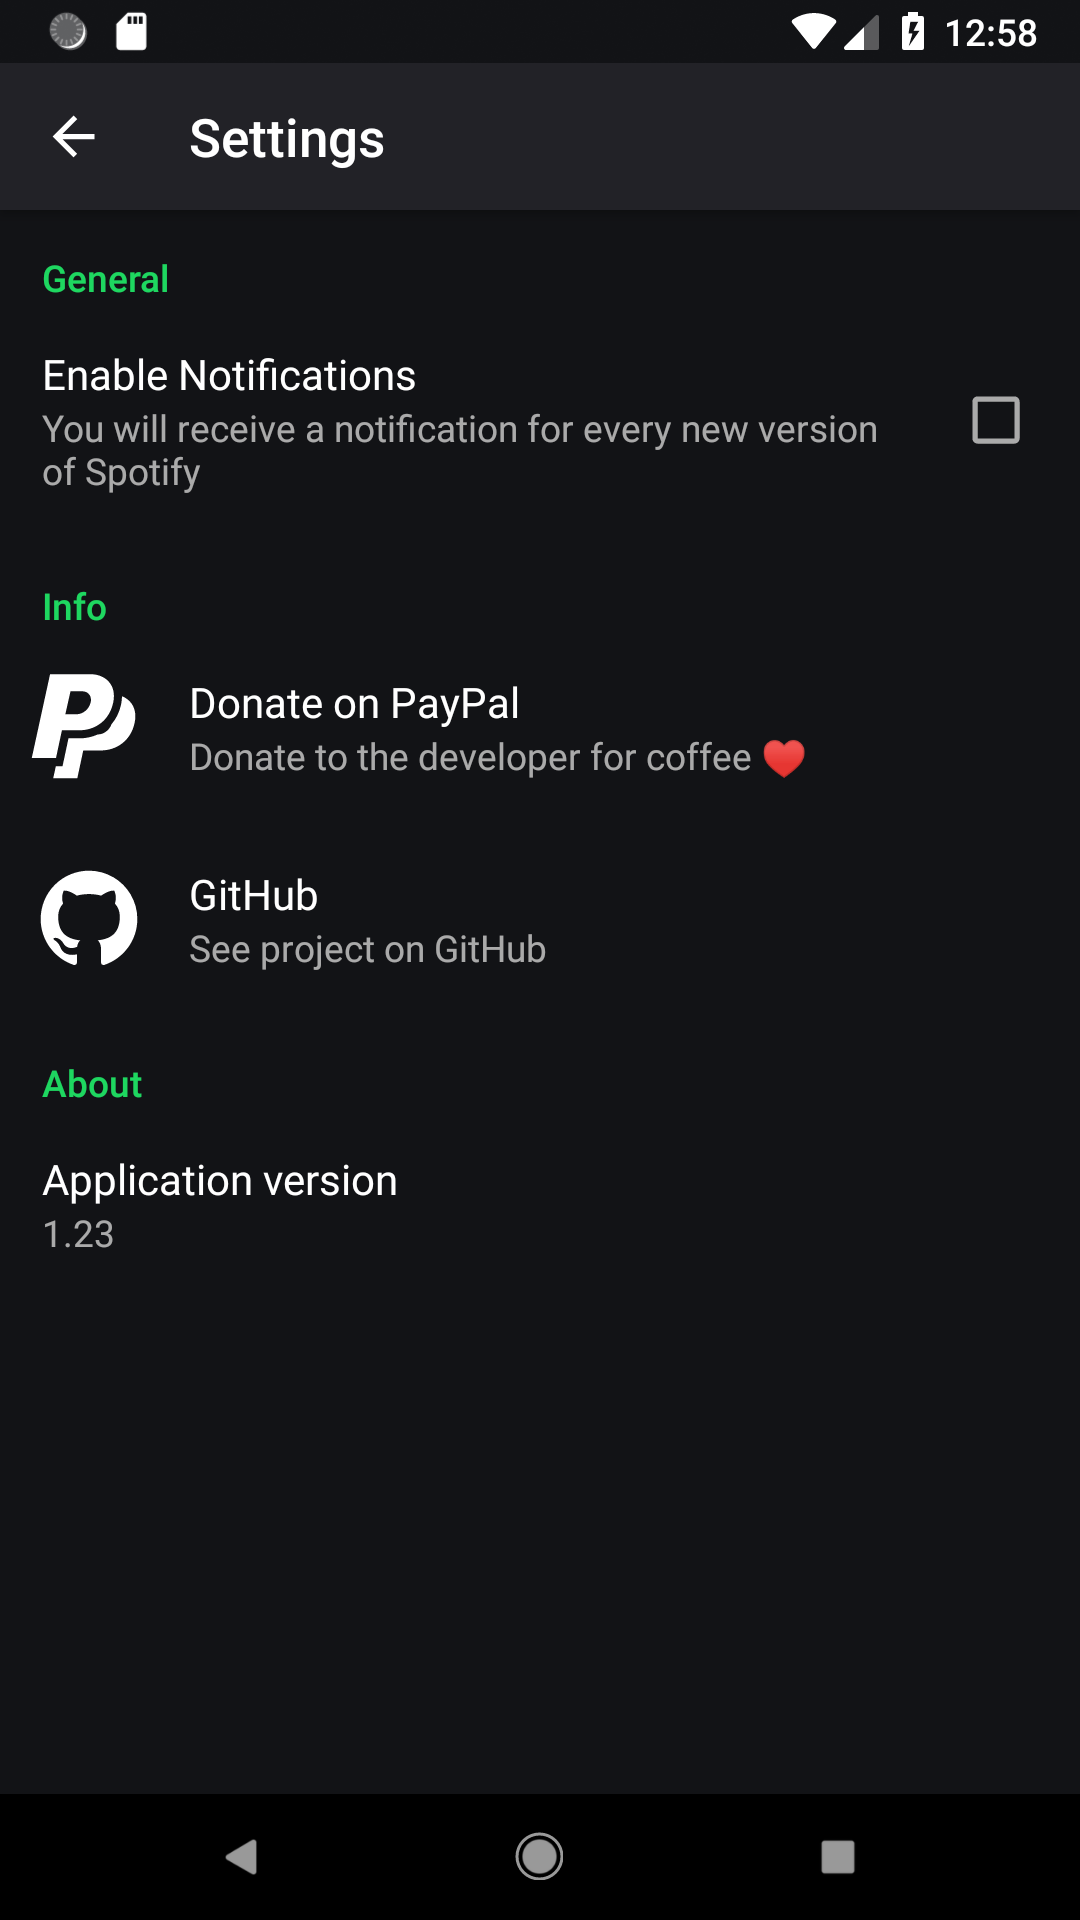 12:58
Settings
General
Enable Notifications
You will receive a notification for every new version
of Spotify
Info
Donate on PayPal
Donate to the developer for coffee ❤️
GitHub
See project on GitHub
About
Application version
1.23